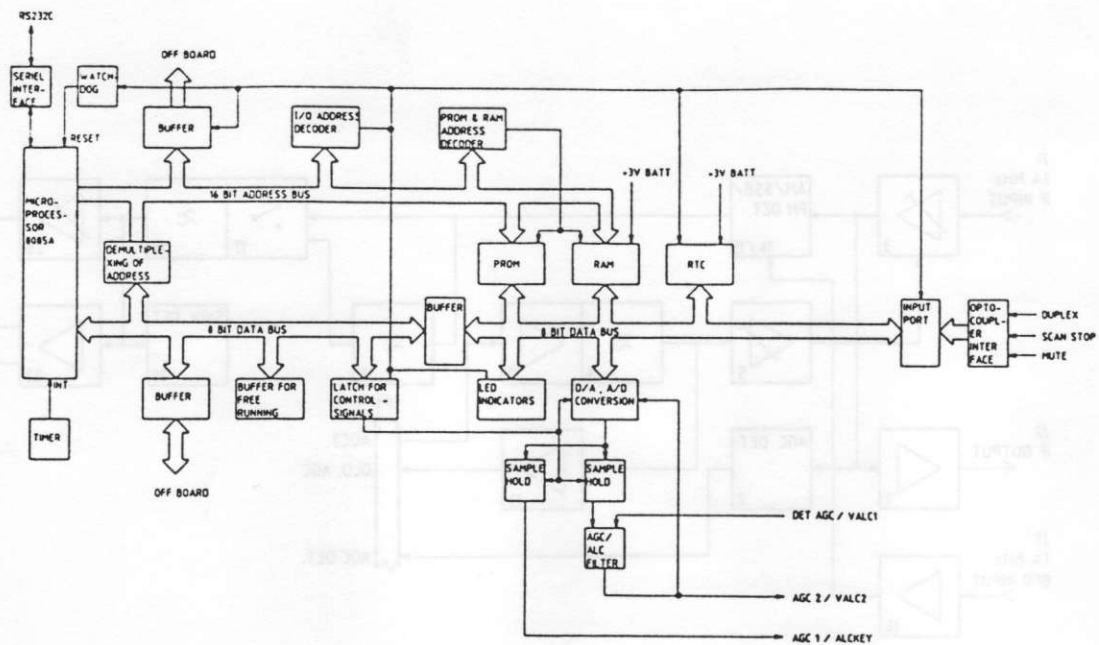 RS232C
OFF BOARD
SERIEL
INTER-
FACE
WATCH-
DOG
BUFFER
I/O ADDRESS
DECODER
PROM & RAM
ADDRESS
DECODER
RESET
+3V BATT
+3V BATT
16 BIT ADDRESS BUS
MICRO-
PROCES-
SOR
8085A
DEMULTIPLE-
XING OF
ADDRESS
PROM
RAM
RTC
BUFFER
INPUT
PORT
OPTO-
COUPL-
ER
INTER
FACE
DUPLEX
SCAN STOP
MUTE
8 BIT DATA BUS
8 BIT DATA BUS
INT
BUFFER
BUFFER FOR
FREE
RUNNING
LATCH FOR
CONTROL -
SIGNALS
LED
INDICATORS
D/A , A/D
CONVERSION
TIMER
OFF BOARD
SAMPLE
HOLD
SAMPLE
HOLD
DET AGC / VALC1
AGC/
ALC
FILTER
AGC 2 / VALC2
AGC 1 / ALCKEY